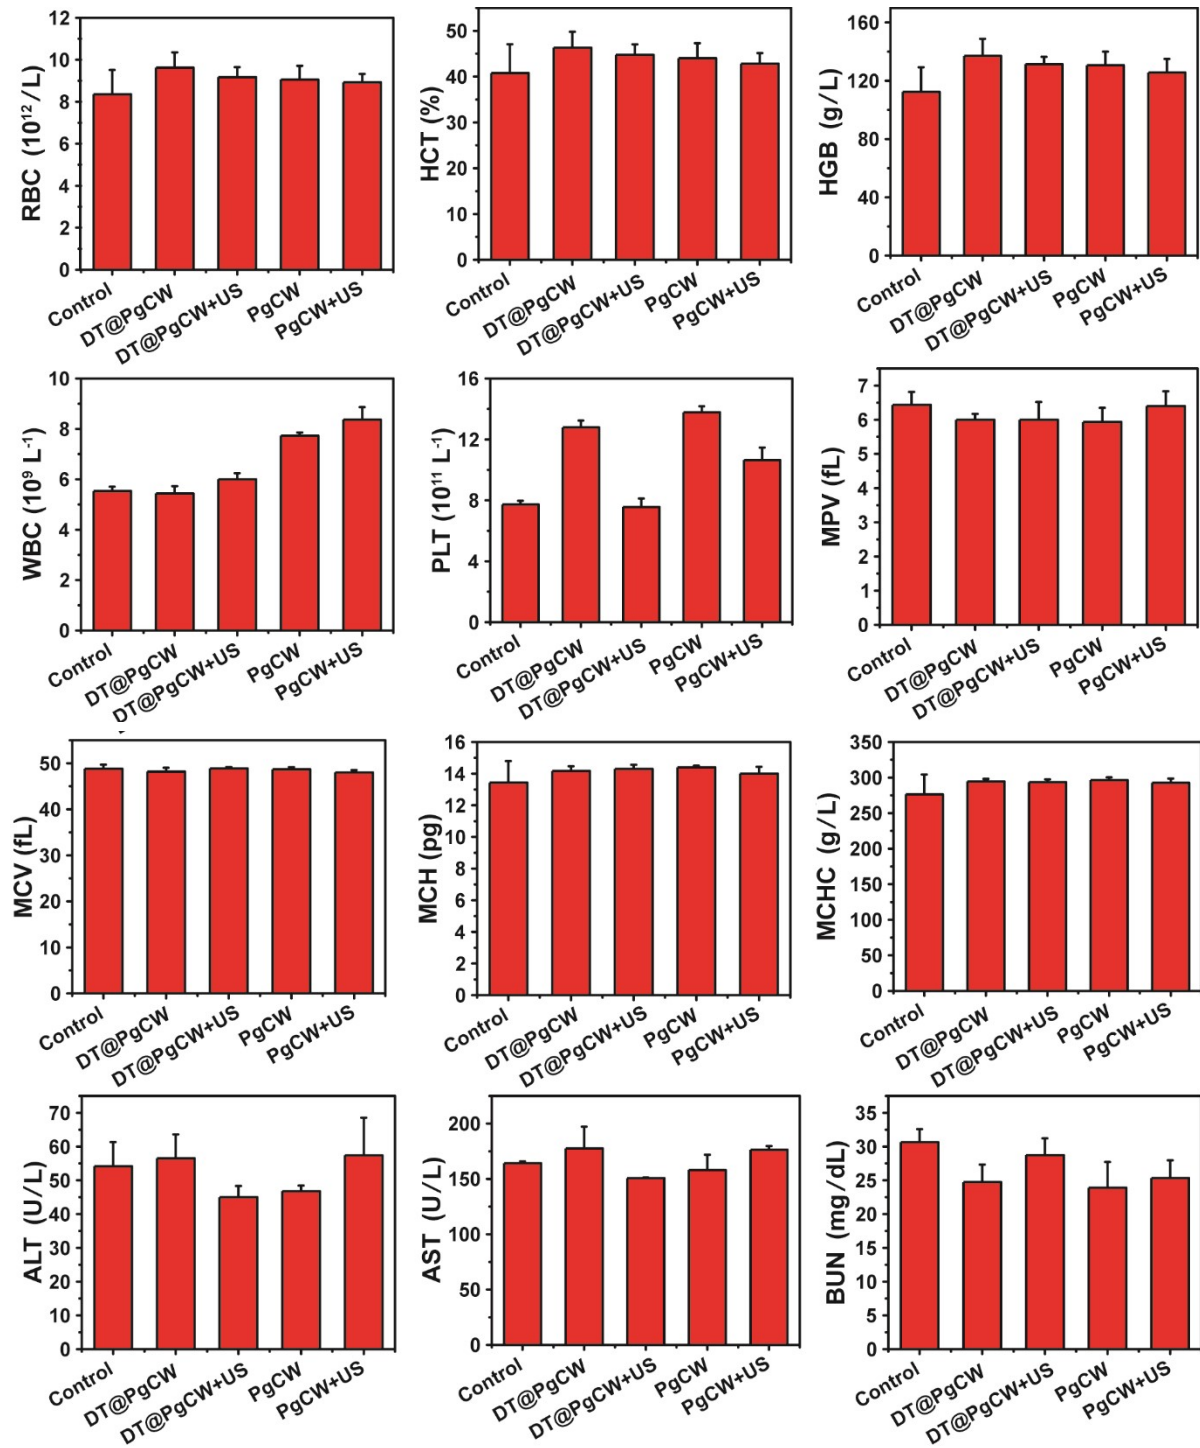 RBC (10¹²/L)
12
10
8
6
4
2
0
Control
DT@PgCW
DT@PgCW+US
PgCW
PgCW+US
HCT (%)
50
40
30
20
10
0
Control
DT@PgCW
DT@PgCW+US
PgCW
PgCW+US
HGB (g/L)
160
120
80
40
0
Control
DT@PgCW
DT@PgCW+US
PgCW
PgCW+US
WBC (10⁹ L⁻¹)
10
8
6
4
2
0
Control
DT@PgCW
DT@PgCW+US
PgCW
PgCW+US
PLT (10¹¹ L⁻¹)
16
12
8
4
0
Control
DT@PgCW
DT@PgCW+US
PgCW
PgCW+US
MPV (fL)
7
6
5
4
3
2
1
0
Control
DT@PgCW
DT@PgCW+US
PgCW
PgCW+US
MCV (fL)
50
40
30
20
10
0
Control
DT@PgCW
DT@PgCW+US
PgCW
PgCW+US
MCH (pg)
16
14
12
10
8
6
4
2
0
Control
DT@PgCW
DT@PgCW+US
PgCW
PgCW+US
MCHC (g/L)
350
300
250
200
150
100
50
0
Control
DT@PgCW
DT@PgCW+US
PgCW
PgCW+US
ALT (U/L)
70
60
50
40
30
20
10
0
Control
DT@PgCW
DT@PgCW+US
PgCW
PgCW+US
AST (U/L)
200
150
100
50
0
Control
DT@PgCW
DT@PgCW+US
PgCW
PgCW+US
BUN (mg/dL)
35
30
25
20
15
10
5
0
Control
DT@PgCW
DT@PgCW+US
PgCW
PgCW+US